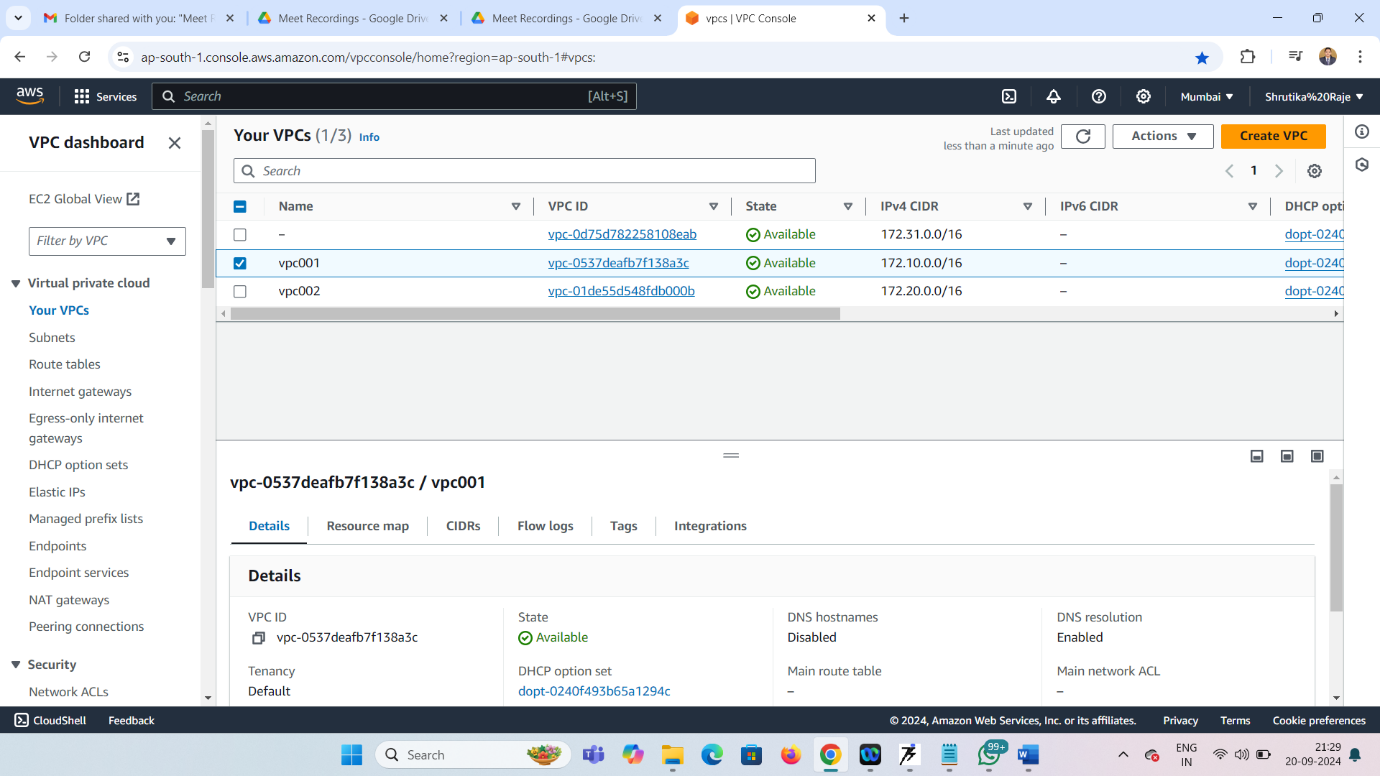 Folder shared with you: "Meet R
Meet Recordings - Google Drive
Meet Recordings - Google Drive
vpcs | VPC Console
ap-south-1.console.aws.amazon.com/vpcconsole/home?region=ap-south-1#vpcs:
aws
Services
Search
[Alt+S]
Mumbai
Shrutika%20Raje
VPC dashboard
EC2 Global View
Filter by VPC
Virtual private cloud
Your VPCs
Subnets
Route tables
Internet gateways
Egress-only internet
gateways
DHCP option sets
Elastic IPs
Managed prefix lists
Endpoints
Endpoint services
NAT gateways
Peering connections
Security
Network ACLs
Your VPCs (1/3) Info
Last updated
less than a minute ago
Actions
Create VPC
Search
1
Name VPC ID State IPv4 CIDR IPv6 CIDR DHCP opti
– vpc-0d75d782258108eab Available 172.31.0.0/16 – dopt-0240
vpc001 vpc-0537deafb7f138a3c Available 172.10.0.0/16 – dopt-0240
vpc002 vpc-01de55d548fdb000b Available 172.20.0.0/16 – dopt-0240
vpc-0537deafb7f138a3c / vpc001
Details Resource map CIDRs Flow logs Tags Integrations
Details
VPC ID
vpc-0537deafb7f138a3c
State
Available
DNS hostnames
Disabled
DNS resolution
Enabled
Tenancy
Default
DHCP option set
dopt-0240f493b65a1294c
Main route table
–
Main network ACL
–
CloudShell Feedback
© 2024, Amazon Web Services, Inc. or its affiliates. Privacy Terms Cookie preferences
Search
99+
ENG
IN
21:29
20-09-2024